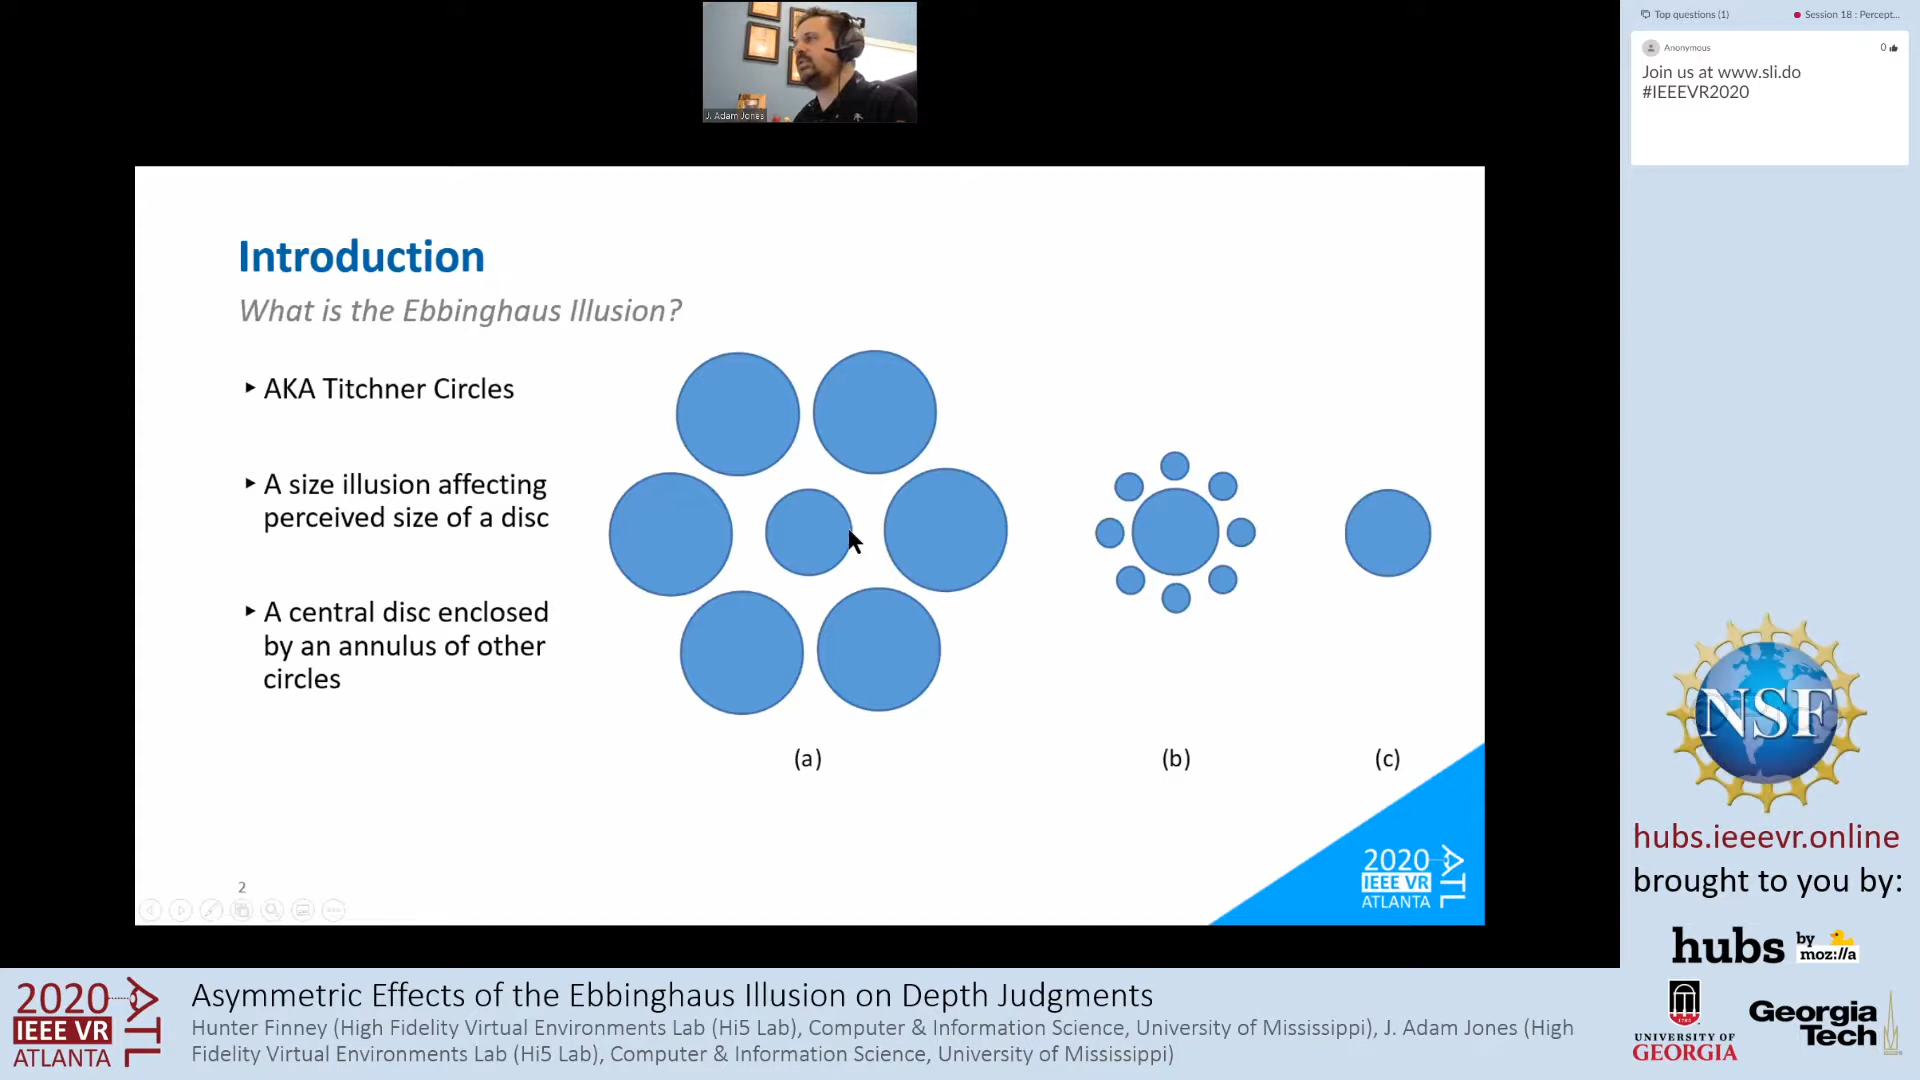 J. Adam Jones
Top questions (1)
Session 18 : Percept...
Anonymous
0
Join us at www.sli.do
#IEEEVR2020
Introduction
What is the Ebbinghaus Illusion?
AKA Titchner Circles
A size illusion affecting
perceived size of a disc
A central disc enclosed
by an annulus of other
circles
(a)
(b)
(c)
2
2020
IEEE VR
ATLANTA
ATL
NSF
hubs.ieeevr.online
brought to you by:
hubs by
moz://a
UNIVERSITY OF
GEORGIA
Georgia
Tech
2020
IEEE VR
ATLANTA
ATL
Asymmetric Effects of the Ebbinghaus Illusion on Depth Judgments
Hunter Finney (High Fidelity Virtual Environments Lab (Hi5 Lab), Computer & Information Science, University of Mississippi), J. Adam Jones (High
Fidelity Virtual Environments Lab (Hi5 Lab), Computer & Information Science, University of Mississippi)